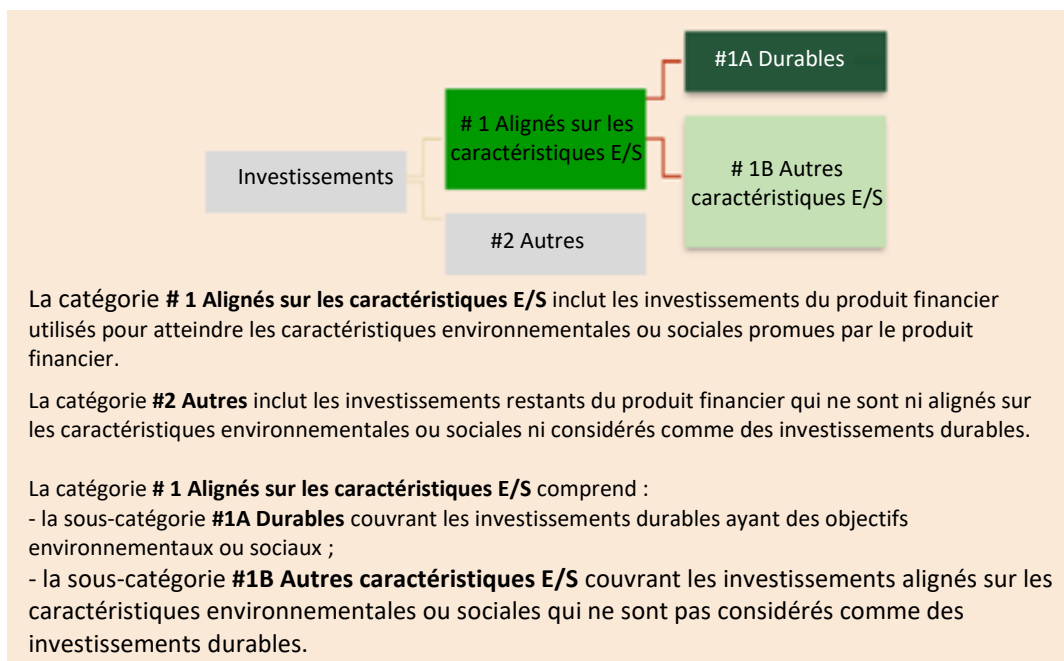 #1A Durables
# 1 Alignés sur les
caractéristiques E/S
Investissements
# 1B Autres
caractéristiques E/S
#2 Autres
La catégorie # 1 Alignés sur les caractéristiques E/S inclut les investissements du produit financier
utilisés pour atteindre les caractéristiques environnementales ou sociales promues par le produit
financier.
La catégorie #2 Autres inclut les investissements restants du produit financier qui ne sont ni alignés sur
les caractéristiques environnementales ou sociales ni considérés comme des investissements durables.
La catégorie # 1 Alignés sur les caractéristiques E/S comprend :
- la sous-catégorie #1A Durables couvrant les investissements durables ayant des objectifs
environnementaux ou sociaux ;
- la sous-catégorie #1B Autres caractéristiques E/S couvrant les investissements alignés sur les
caractéristiques environnementales ou sociales qui ne sont pas considérés comme des
investissements durables.